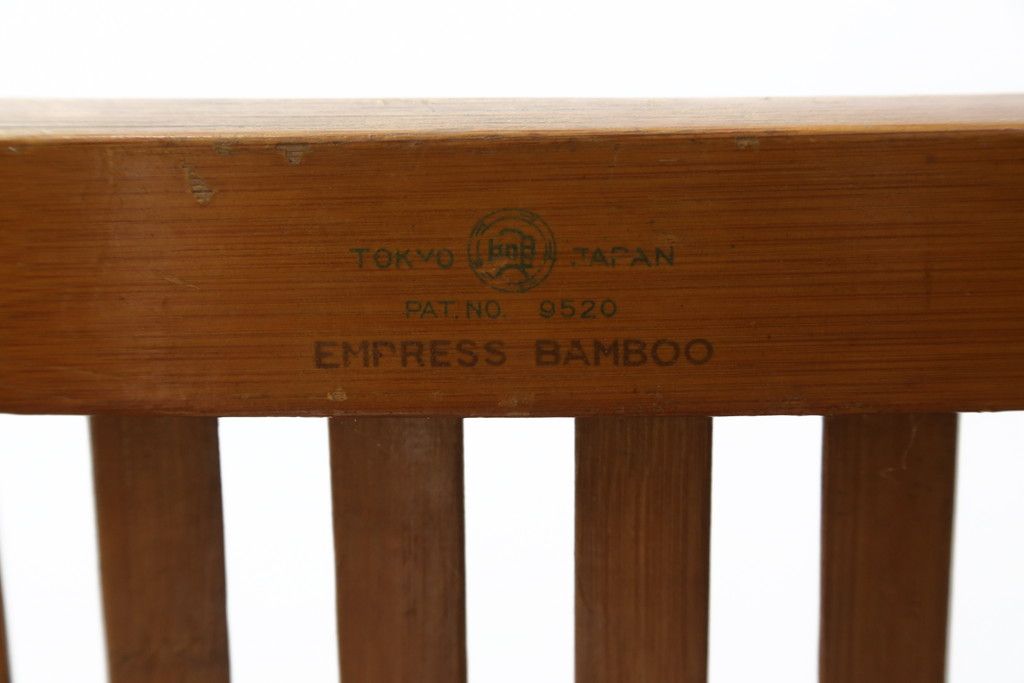 TOKYO JAPAN
PAT. NO. 9520
EMPRESS BAMBOO